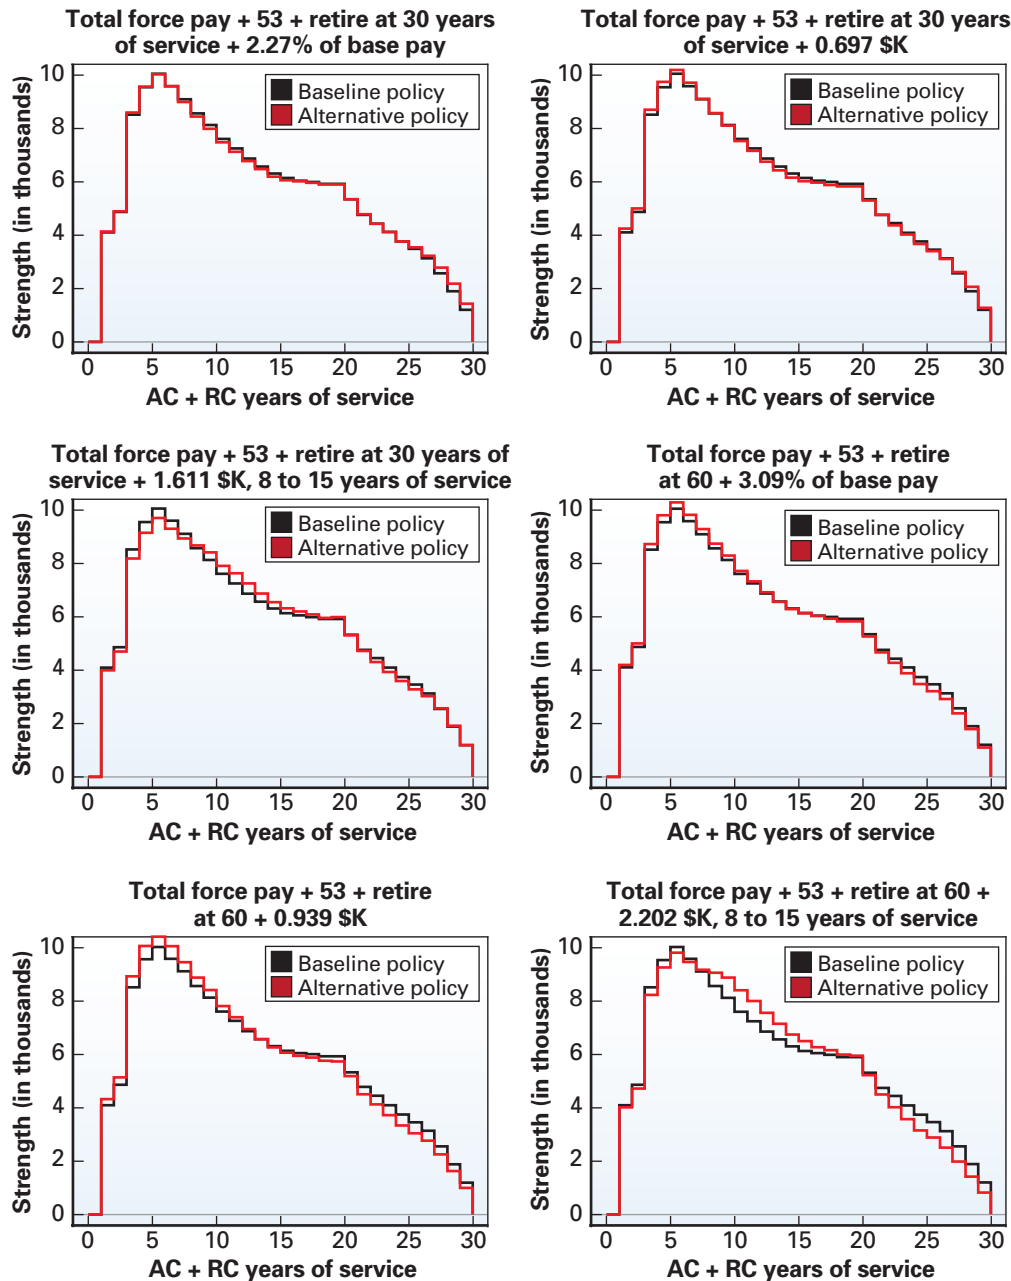 Total force pay + 53 + retire at 30 years
of service + 2.27% of base pay
Strength (in thousands)
10
8
6
4
2
0
Baseline policy
Alternative policy
0 5 10 15 20 25 30
AC + RC years of service
Total force pay + 53 + retire at 30 years
of service + 0.697 $K
Strength (in thousands)
10
8
6
4
2
0
Baseline policy
Alternative policy
0 5 10 15 20 25 30
AC + RC years of service
Total force pay + 53 + retire at 30 years of
service + 1.611 $K, 8 to 15 years of service
Strength (in thousands)
10
8
6
4
2
0
Baseline policy
Alternative policy
0 5 10 15 20 25 30
AC + RC years of service
Total force pay + 53 + retire
at 60 + 3.09% of base pay
Strength (in thousands)
10
8
6
4
2
0
Baseline policy
Alternative policy
0 5 10 15 20 25 30
AC + RC years of service
Total force pay + 53 + retire
at 60 + 0.939 $K
Strength (in thousands)
10
8
6
4
2
0
Baseline policy
Alternative policy
0 5 10 15 20 25 30
AC + RC years of service
Total force pay + 53 + retire at 60 +
2.202 $K, 8 to 15 years of service
Strength (in thousands)
10
8
6
4
2
0
Baseline policy
Alternative policy
0 5 10 15 20 25 30
AC + RC years of service